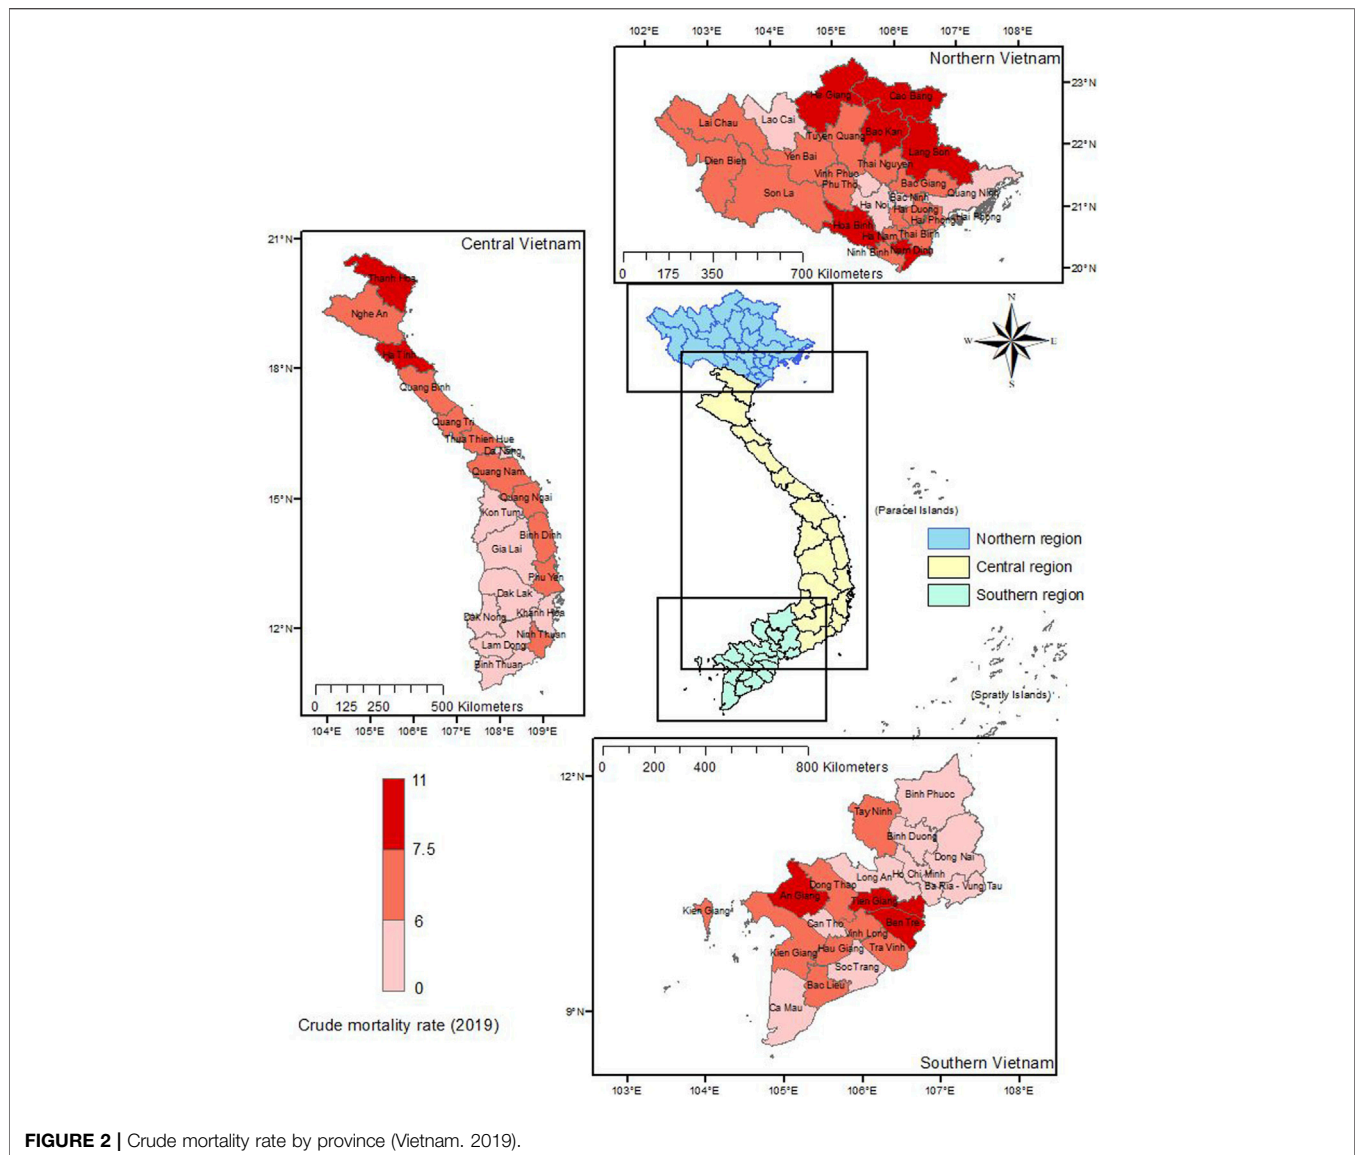 102°E 103°E 104°E 105°E 106°E 107°E 108°E
Northern Vietnam
23°N
22°N
21°N
20°N
Ha Giang
Cao Bang
Lao Cai
Lai Chau
Tuyen Quang
Bao Kan
Lang Son
Dien Bien
Yen Bai
Thai Nguyen
Vinh Phuc
Phu Tho
Bac Giang
Son La
Quang Ninh
Bac Ninh
Ha Noi
Hai Duong
Hai Phong
Hai Phong
Hoa Binh
Ha Nam
Thai Binh
Ninh Binh
Nam Dinh
0 175 350 700 Kilometers
Central Vietnam
21°N
18°N
15°N
12°N
Thanh Hoa
Nghe An
Ha Tinh
Quang Binh
Quang Tri
Thua Thien Hue
Da Nang
Quang Nam
Quang Ngai
Kon Tum
Binh Dinh
Gia Lai
Phu Yen
Dak Lak
Khanh Hoa
Dak Nong
Ninh Thuan
Lam Dong
Binh Thuan
0 125 250 500 Kilometers
104°E 105°E 106°E 107°E 108°E 109°E
N
W E
S
(Paracel Islands)
Northern region
Central region
Southern region
(Spratly Islands)
11
7.5
6
0
Crude mortality rate (2019)
0 200 400 800 Kilometers
12°N
9°N
Binh Phuoc
Tay Ninh
Binh Duong
Dong Nai
Ho Chi Minh
Long An
Ba Ria - Vung Tau
Dong Thap
An Giang
Tien Giang
Kien Giang
Ben Tre
Can Tho
Vinh Long
Hau Giang
Tra Vinh
Kien Giang
Soc Trang
Bao Lieu
Ca Mau
Southern Vietnam
103°E 104°E 105°E 106°E 107°E 108°E
FIGURE 2 | Crude mortality rate by province (Vietnam. 2019).